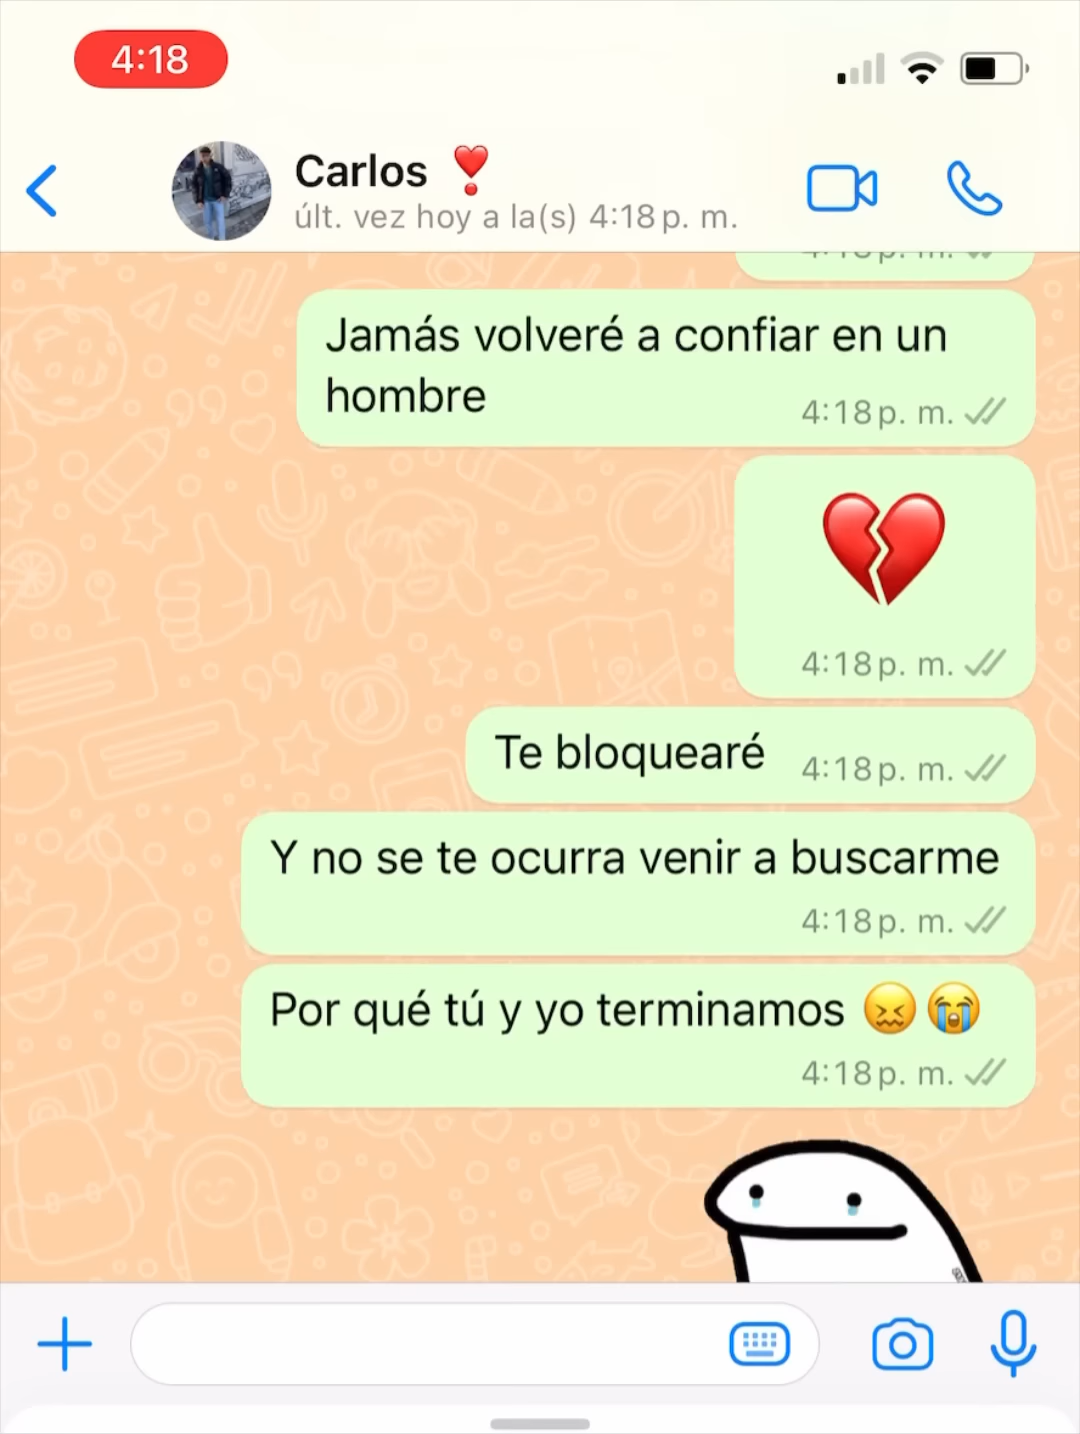 4:18
Carlos ❣️
últ. vez hoy a la(s) 4:18 p. m.
Jamás volveré a confiar en un
hombre
4:18 p. m.
💔
4:18 p. m.
Te bloquearé 4:18 p. m.
Y no se te ocurra venir a buscarme
4:18 p. m.
Por qué tú y yo terminamos 😖😭
4:18 p. m.